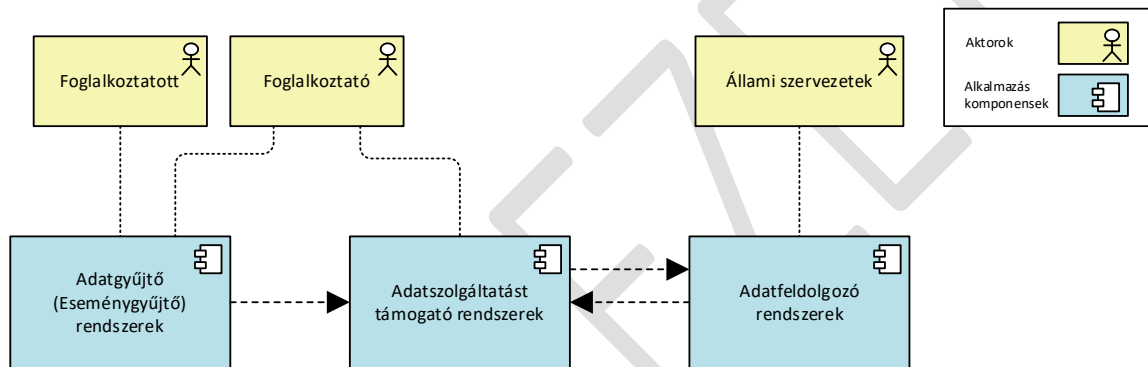 Foglalkoztatott
Foglalkoztató
Állami szervezetek
Aktorok
Alkalmazás
komponensek
Adatgyűjtő
(Eseménygyűjtő)
rendszerek
Adatszolgáltatást
támogató rendszerek
Adatfeldolgozó
rendszerek